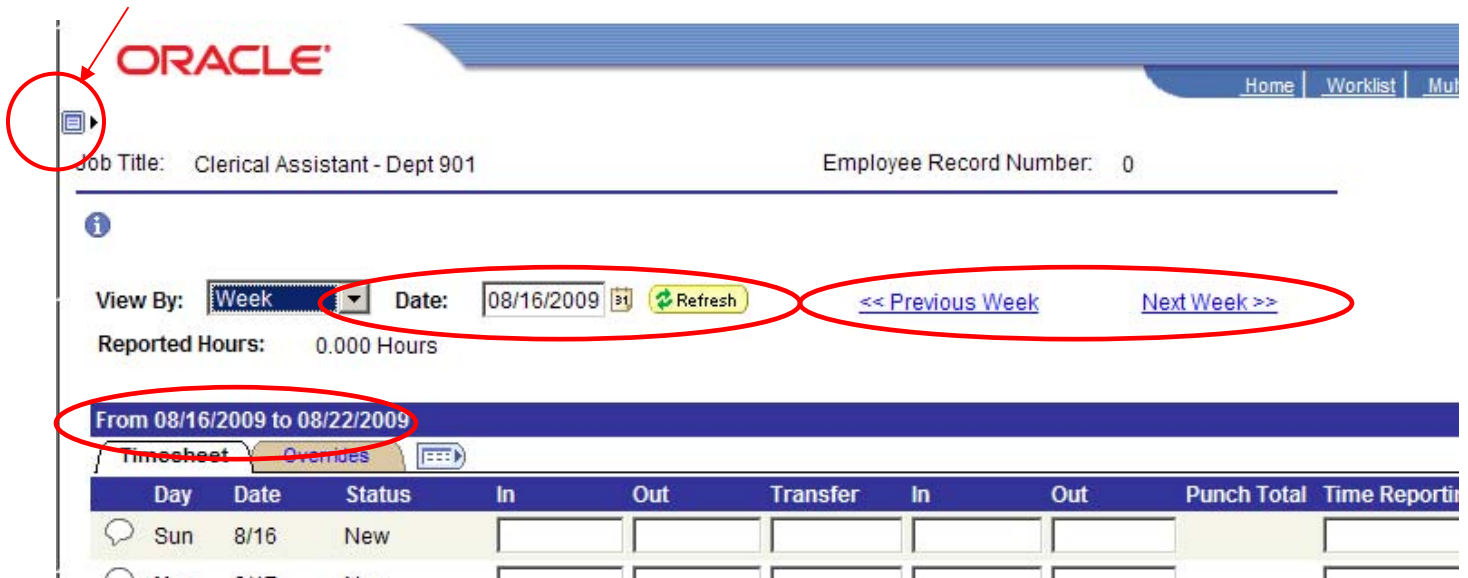 ORACLE'
Home Worklist
Job Title: Clerical Assistant - Dept 901 Employee Record Number: 0
View By: Week Date: 08/16/2009 31 Refresh << Previous Week Next Week >>
Reported Hours: 0.000 Hours
From 08/16/2009 to 08/22/2009
Timesheet Overrides
Day Date Status In Out Transfer In Out Punch Total Time
Sun 8/16 New